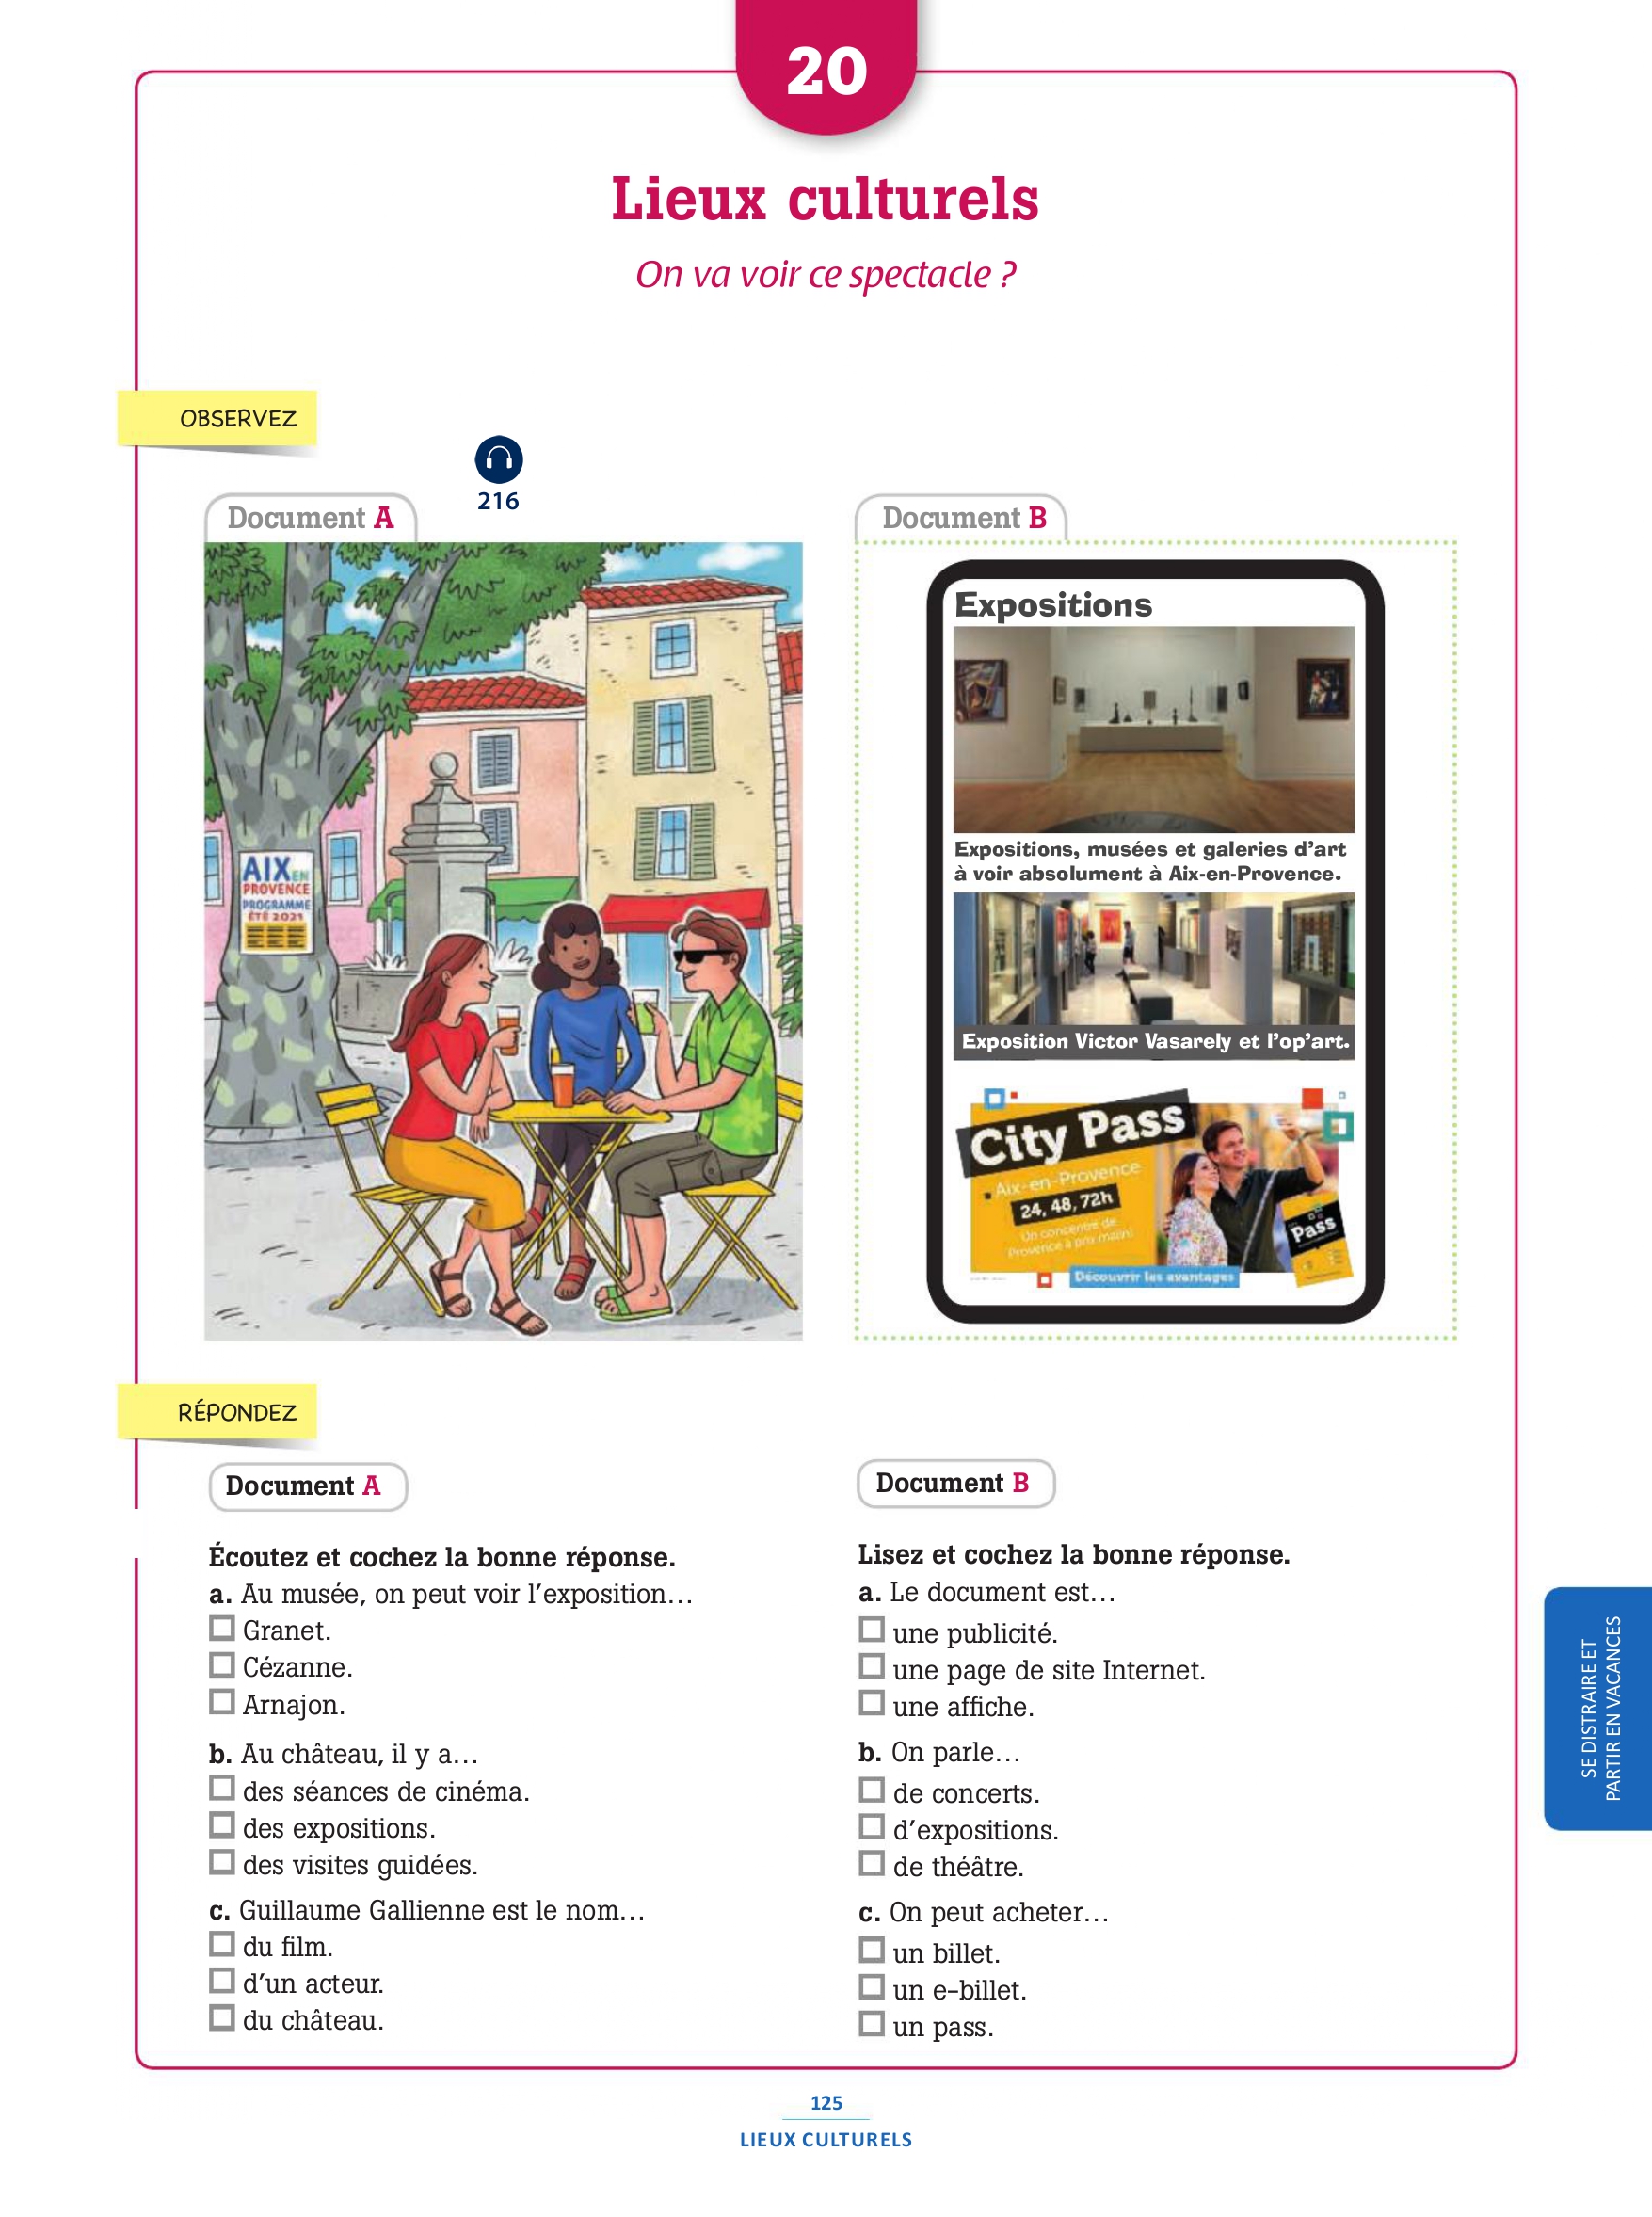 20
Lieux culturels
On va voir ce spectacle ?
OBSERVEZ
216
Document A
AIX EN
PROVENCE
PROGRAMME
ÉTÉ 2021
Document B
Expositions
Expositions, musées et galeries d'art
à voir absolument à Aix-en-Provence.
Exposition Victor Vasarely et l'op'art.
City Pass
Aix-en-Provence
24, 48, 72h
Un concentré de
Provence à prix malin!
Pass
Découvrir les avantages
RÉPONDEZ
Document A
Écoutez et cochez la bonne réponse.
a. Au musée, on peut voir l'exposition…
☐ Granet.
☐ Cézanne.
☐ Arnajon.
b. Au château, il y a…
☐ des séances de cinéma.
☐ des expositions.
☐ des visites guidées.
c. Guillaume Gallienne est le nom…
☐ du film.
☐ d'un acteur.
☐ du château.
Document B
Lisez et cochez la bonne réponse.
a. Le document est…
☐ une publicité.
☐ une page de site Internet.
☐ une affiche.
b. On parle…
☐ de concerts.
☐ d'expositions.
☐ de théâtre.
c. On peut acheter…
☐ un billet.
☐ un e-billet.
☐ un pass.
SE DISTRAIRE ET
PARTIR EN VACANCES
125
LIEUX CULTURELS